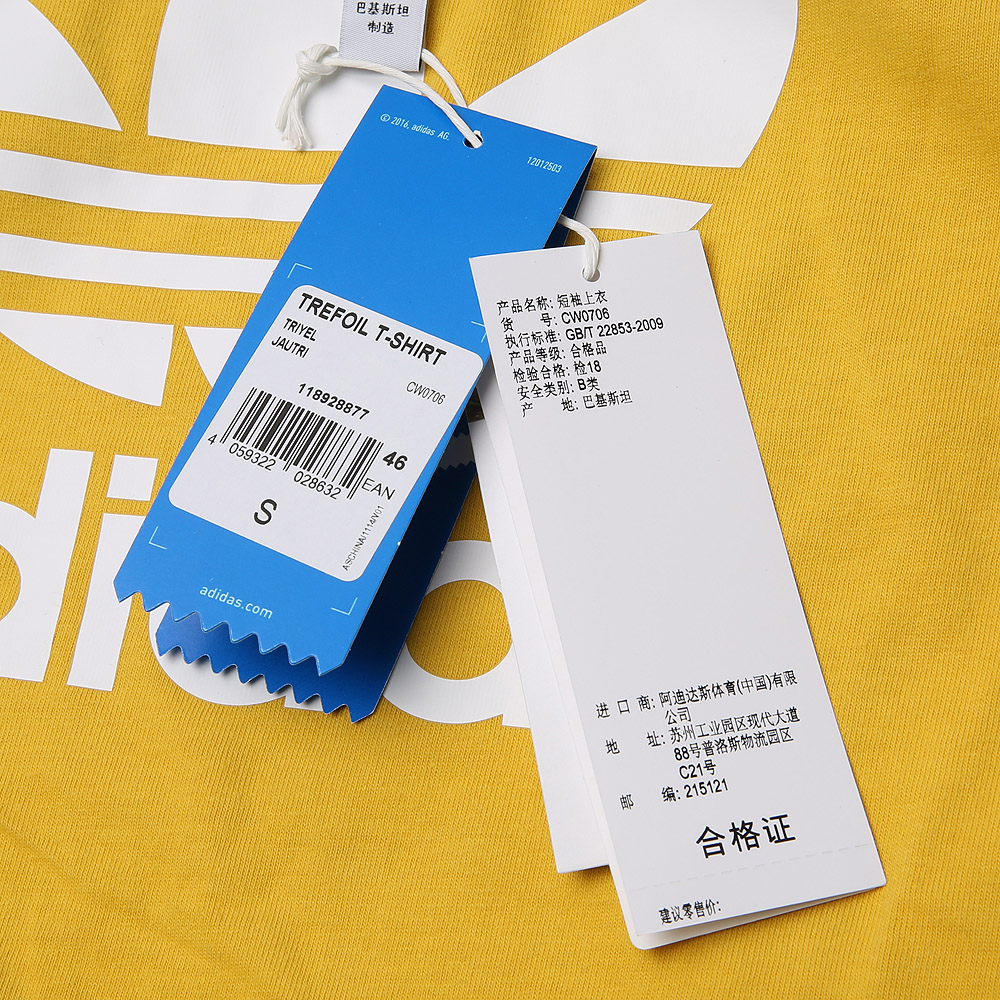 巴基斯坦
制造
© 2016, adidas AG.
12012503
TREFOIL T-SHIRT
TRIYEL
JAUTRI
CW0706
118928877
46
4 059322 028632
EAN
S
ASCHINA/1114/V01
adidas.com
产品名称: 短袖上衣
货 号: CW0706
执行标准: GB/T 22853-2009
产品等级: 合格品
检验合格: 检18
安全类别: B类
产 地: 巴基斯坦
进 口 商: 阿迪达斯体育(中国)有限
公司
地 址: 苏州工业园区现代大道
88号普洛斯物流园区
C21号
邮 编: 215121
合格证
建议零售价: